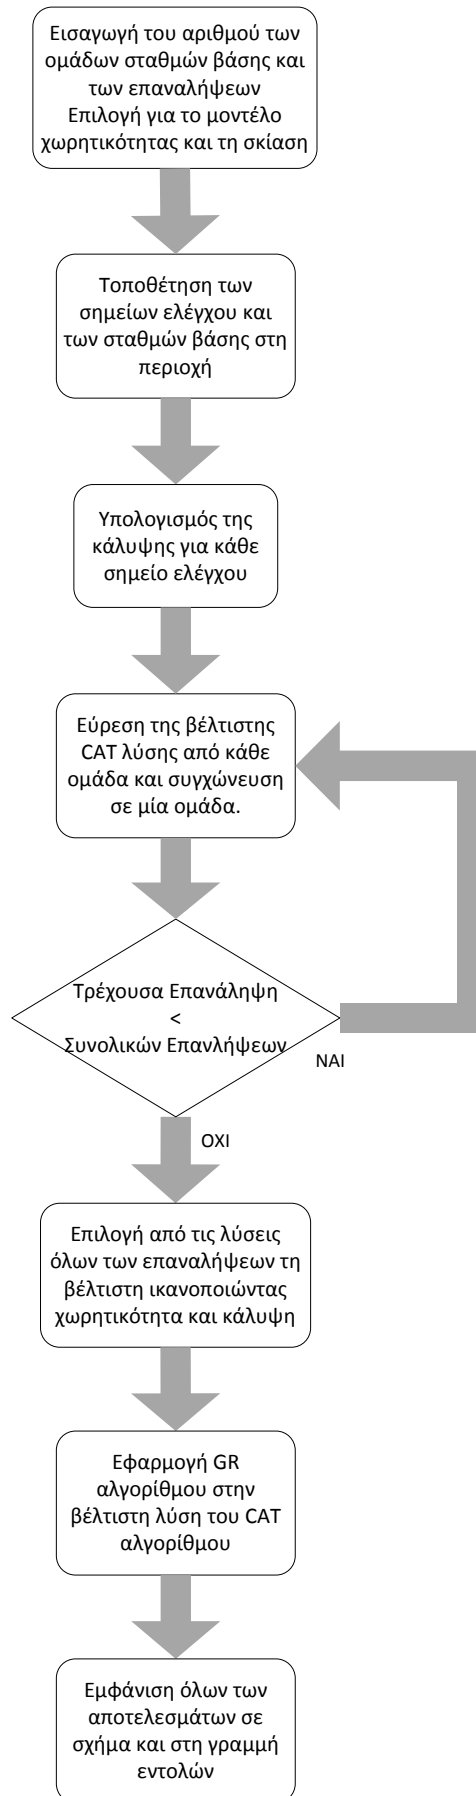 Εισαγωγή του αριθμού των
ομάδων σταθμών βάσης και
των επαναλήψεων
Επιλογή για το μοντέλο
χωρητικότητας και τη σκίαση
Τοποθέτηση των
σημείων ελέγχου και
των σταθμών βάσης στη
περιοχή
Υπολογισμός της
κάλυψης για κάθε
σημείο ελέγχου
Εύρεση της βέλτιστης
CAT λύσης από κάθε
ομάδα και συγχώνευση
σε μία ομάδα.
Τρέχουσα Επανάληψη
<
Συνολικών Επανλήψεων
ΝΑΙ
ΟΧΙ
Επιλογή από τις λύσεις
όλων των επαναλήψεων τη
βέλτιστη ικανοποιώντας
χωρητικότητα και κάλυψη
Εφαρμογή GR
αλγορίθμου στην
βέλτιστη λύση του CAT
αλγορίθμου
Εμφάνιση όλων των
αποτελεσμάτων σε
σχήμα και στη γραμμή
εντολών